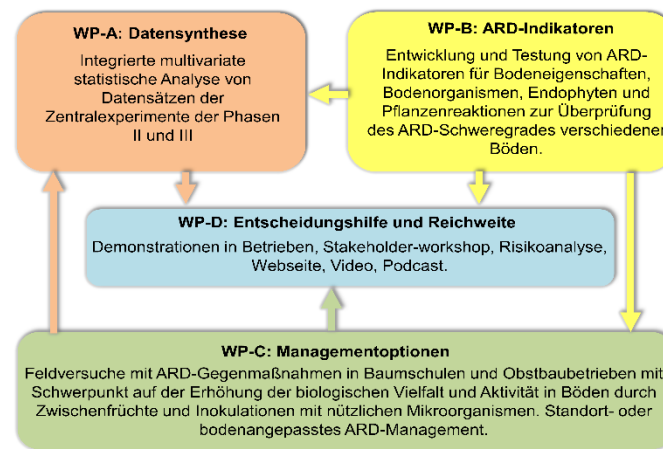 WP-A: Datensynthese
Integrierte multivariate
statistische Analyse von
Datensätzen der
Zentralexperimente der Phasen
II und III
WP-B: ARD-Indikatoren
Entwicklung und Testung von ARD-
Indikatoren für Bodeneigenschaften,
Bodenorganismen, Endophyten und
Pflanzenreaktionen zur Überprüfung
des ARD-Schweregrades verschiedener
Böden.
WP-D: Entscheidungshilfe und Reichweite
Demonstrationen in Betrieben, Stakeholder-workshop, Risikoanalyse,
Webseite, Video, Podcast.
WP-C: Managementoptionen
Feldversuche mit ARD-Gegenmaßnahmen in Baumschulen und Obstbaubetrieben mit
Schwerpunkt auf der Erhöhung der biologischen Vielfalt und Aktivität in Böden durch
Zwischenfrüchte und Inokulationen mit nützlichen Mikroorganismen. Standort- oder
bodenangepasstes ARD-Management.